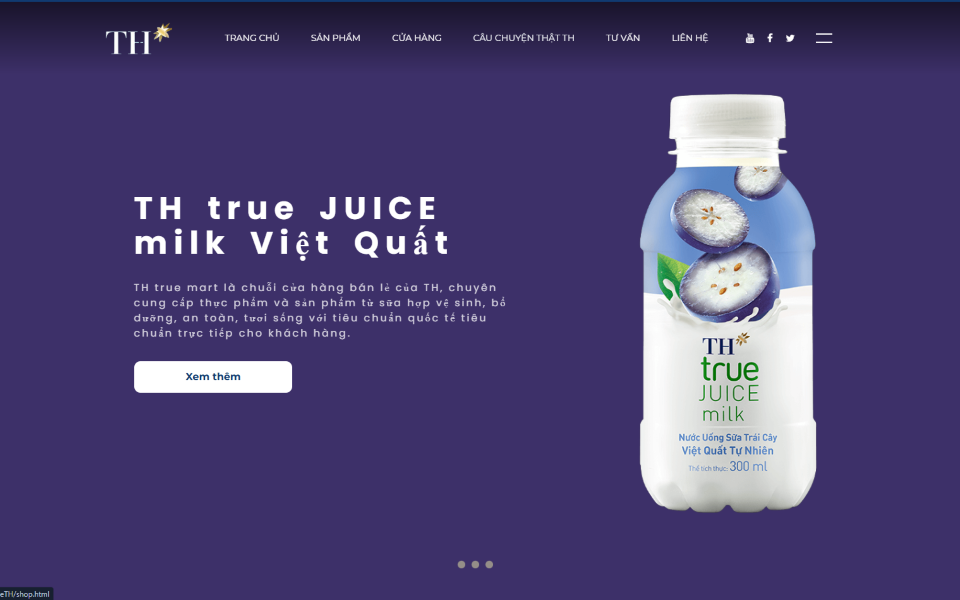 TH
TRANG CHỦ SẢN PHẨM CỬA HÀNG CÂU CHUYỆN THẬT TH TƯ VẤN LIÊN HỆ
TH true JUICE
milk Việt Quất
TH true mart là chuỗi cửa hàng bán lẻ của TH, chuyên
cung cấp thực phẩm và sản phẩm từ sữa hợp vệ sinh, bổ
dưỡng, an toàn, tươi sống với tiêu chuẩn quốc tế tiêu
chuẩn trực tiếp cho khách hàng.
Xem thêm
TH
true
JUICE
milk
Nước Uống Sữa Trái Cây
Việt Quất Tự Nhiên
Thể tích thực: 300 ml
eTH/shop.html